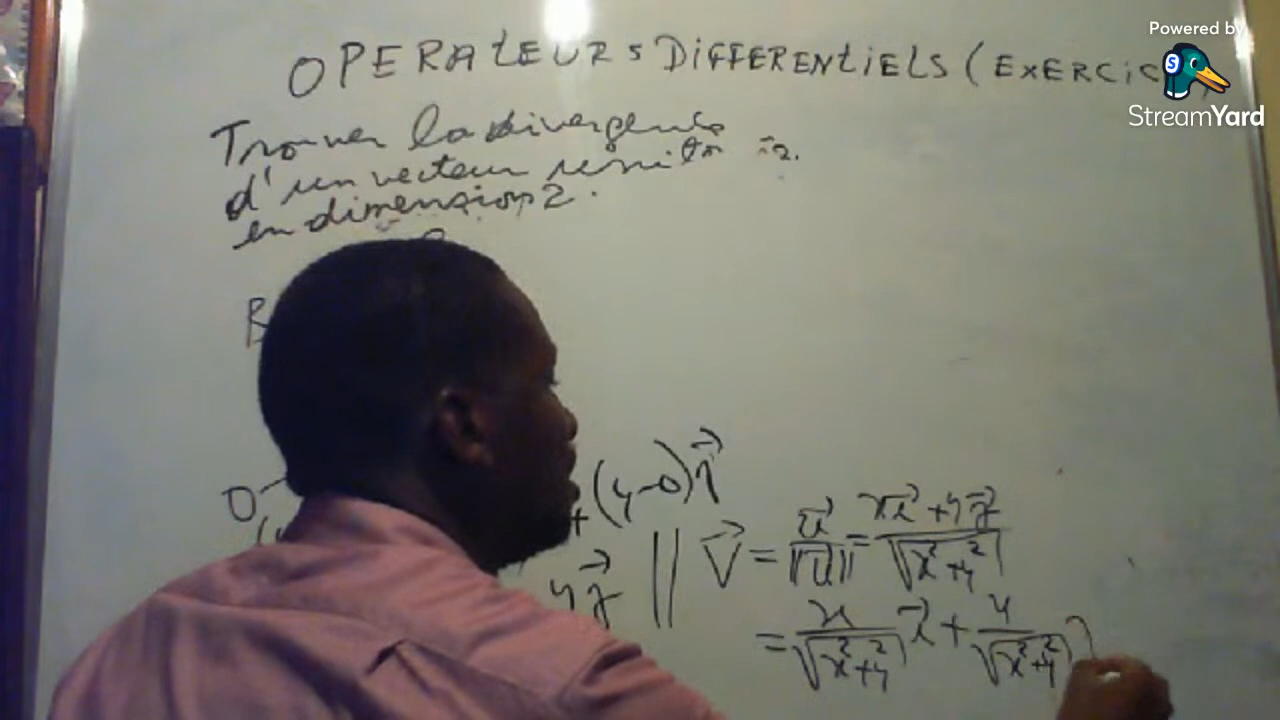 Powered by
StreamYard
OPERATEURS DIFFERENTIELS (EXERCIC
Trouver la divergence
d'un vecteur unitaire
en dimension 2.
B
O
+ (y-0)j⃗
yj⃗ || V⃗ = u⃗/||u⃗|| = (xi⃗ + yj⃗)/√(x²+y²)
= x/√(x²+y²) i⃗ + y/√(x²+y²)